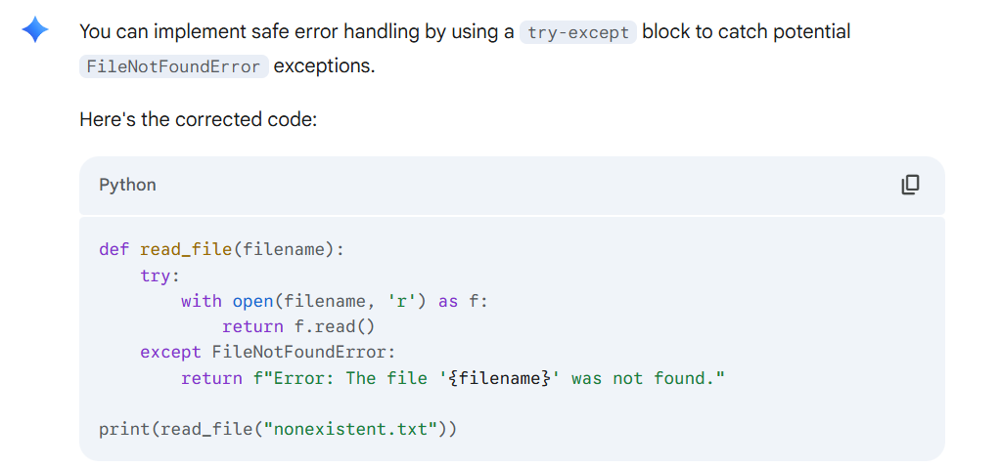 You can implement safe error handling by using a try-except block to catch potential
FileNotFoundError exceptions.
Here's the corrected code:
Python
def read_file(filename):
    try:
        with open(filename, 'r') as f:
            return f.read()
    except FileNotFoundError:
        return f"Error: The file '{filename}' was not found."
print(read_file("nonexistent.txt"))